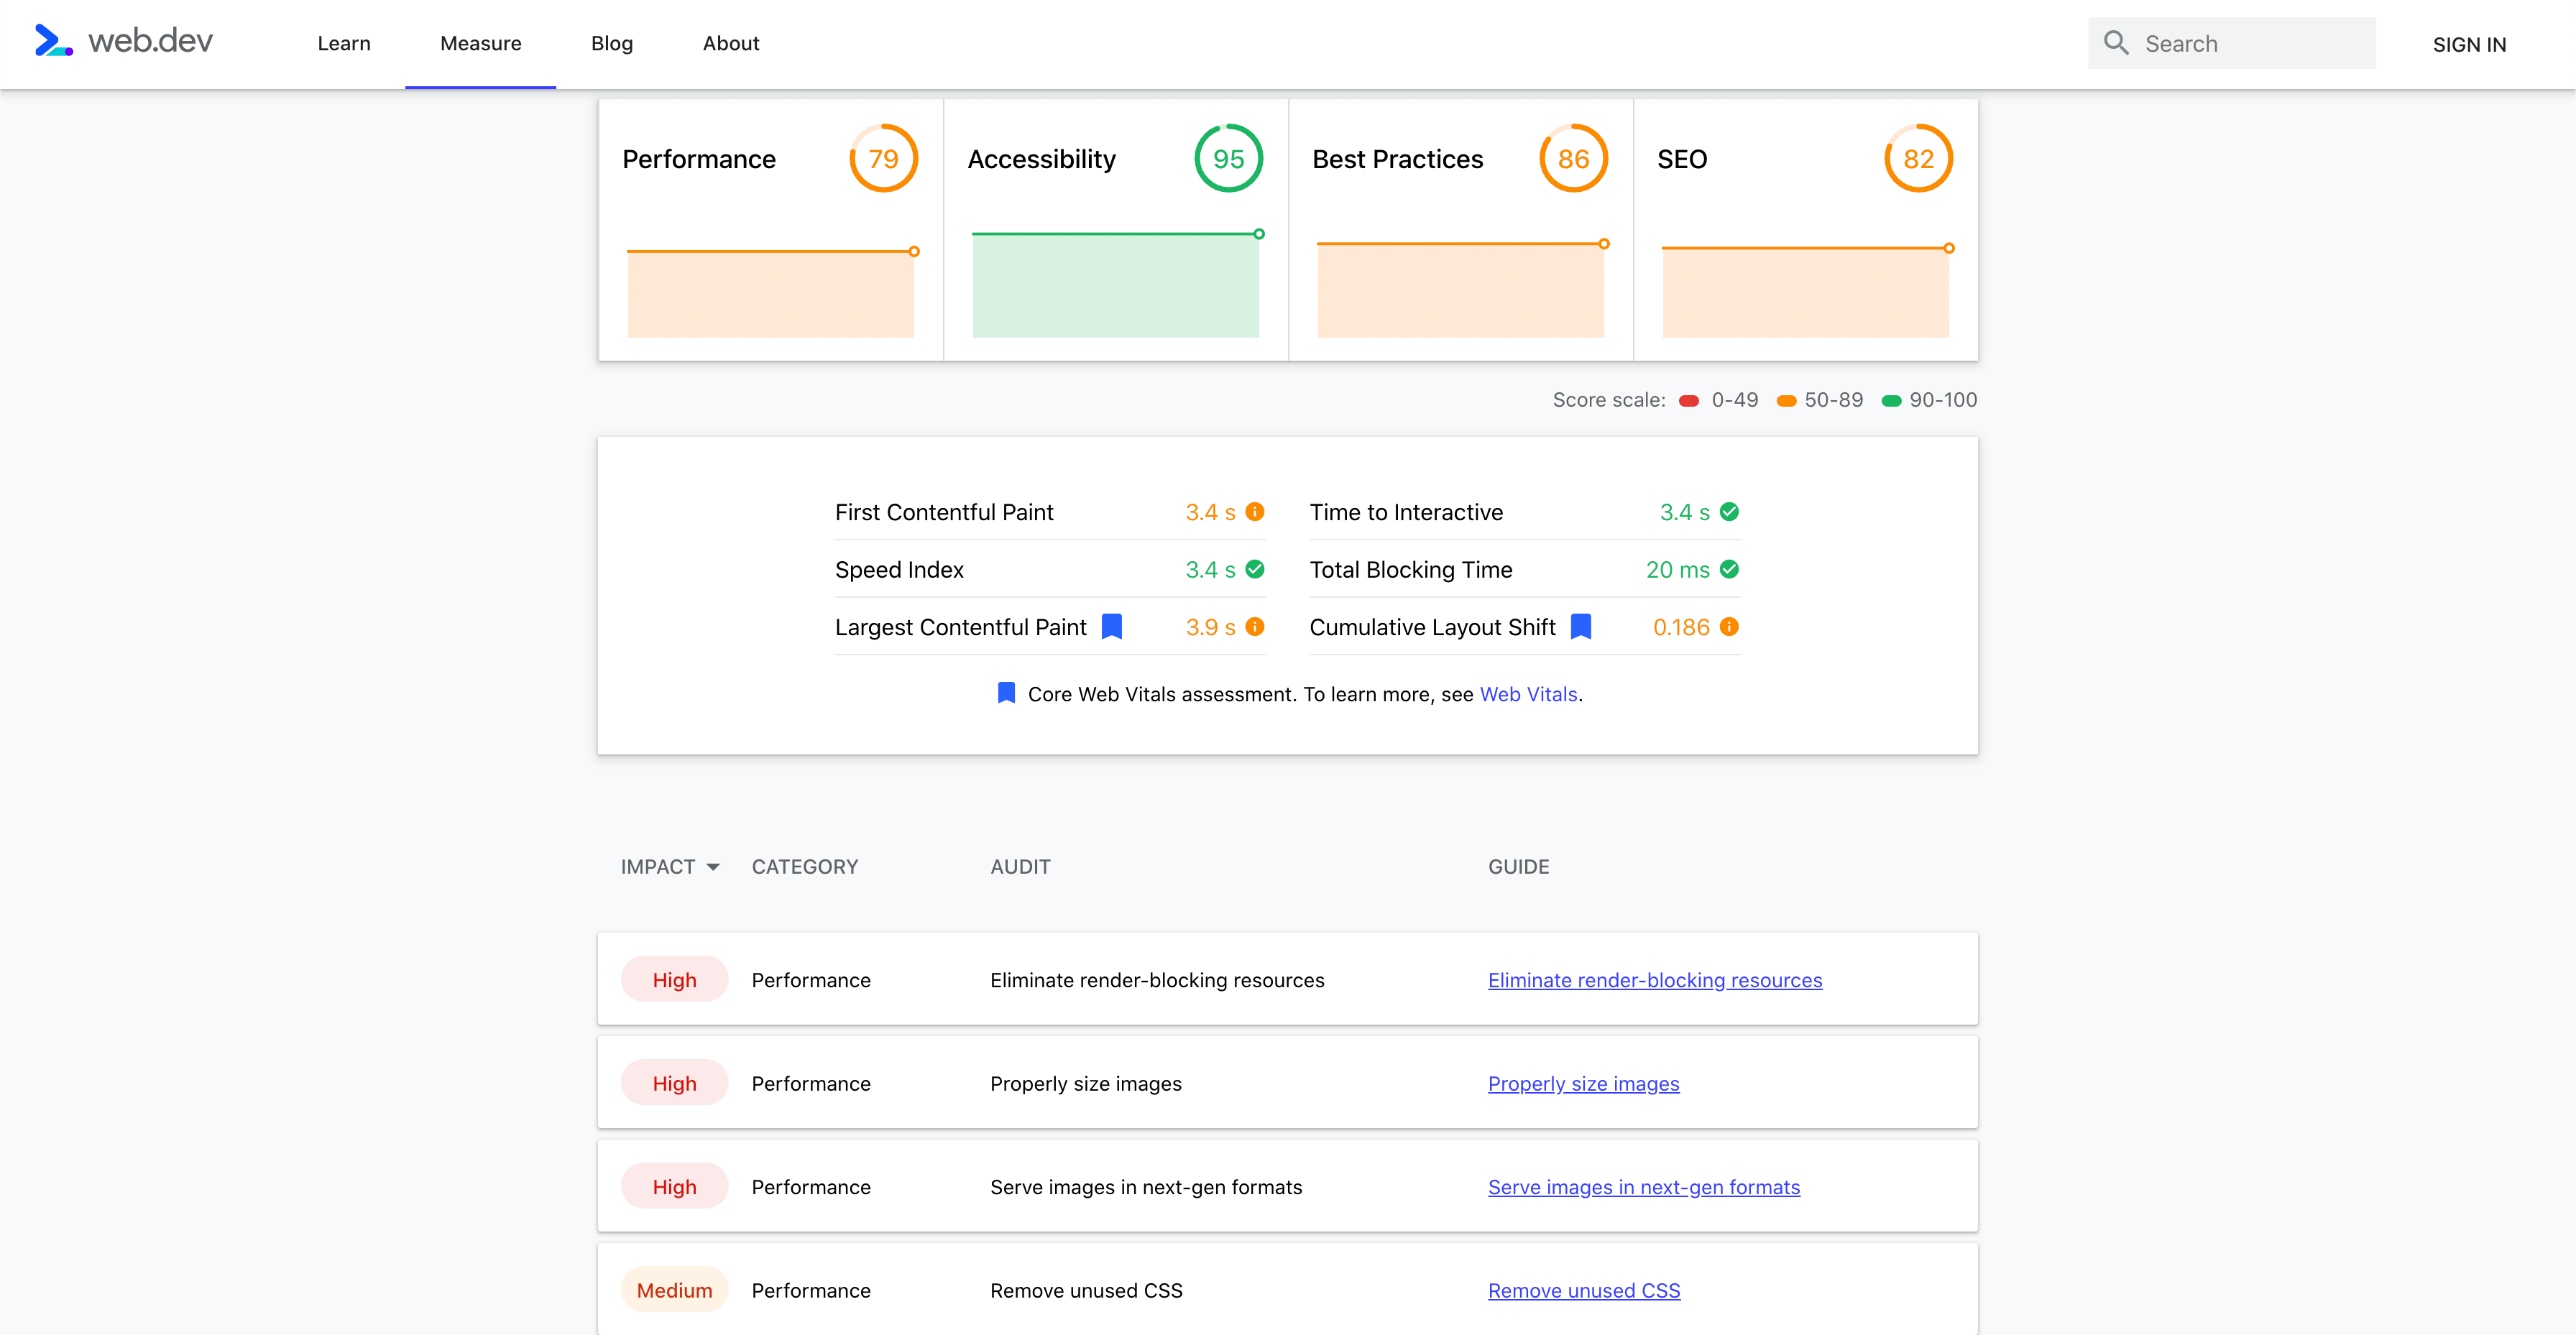 web.dev Learn Measure Blog About Search SIGN IN
Performance 79 Accessibility 95 Best Practices 86 SEO 82
Score scale: 0-49 50-89 90-100
First Contentful Paint 3.4 s Time to Interactive 3.4 s
Speed Index 3.4 s Total Blocking Time 20 ms
Largest Contentful Paint 3.9 s Cumulative Layout Shift 0.186
Core Web Vitals assessment. To learn more, see Web Vitals.
IMPACT CATEGORY AUDIT GUIDE
High Performance Eliminate render-blocking resources Eliminate render-blocking resources
High Performance Properly size images Properly size images
High Performance Serve images in next-gen formats Serve images in next-gen formats
Medium Performance Remove unused CSS Remove unused CSS